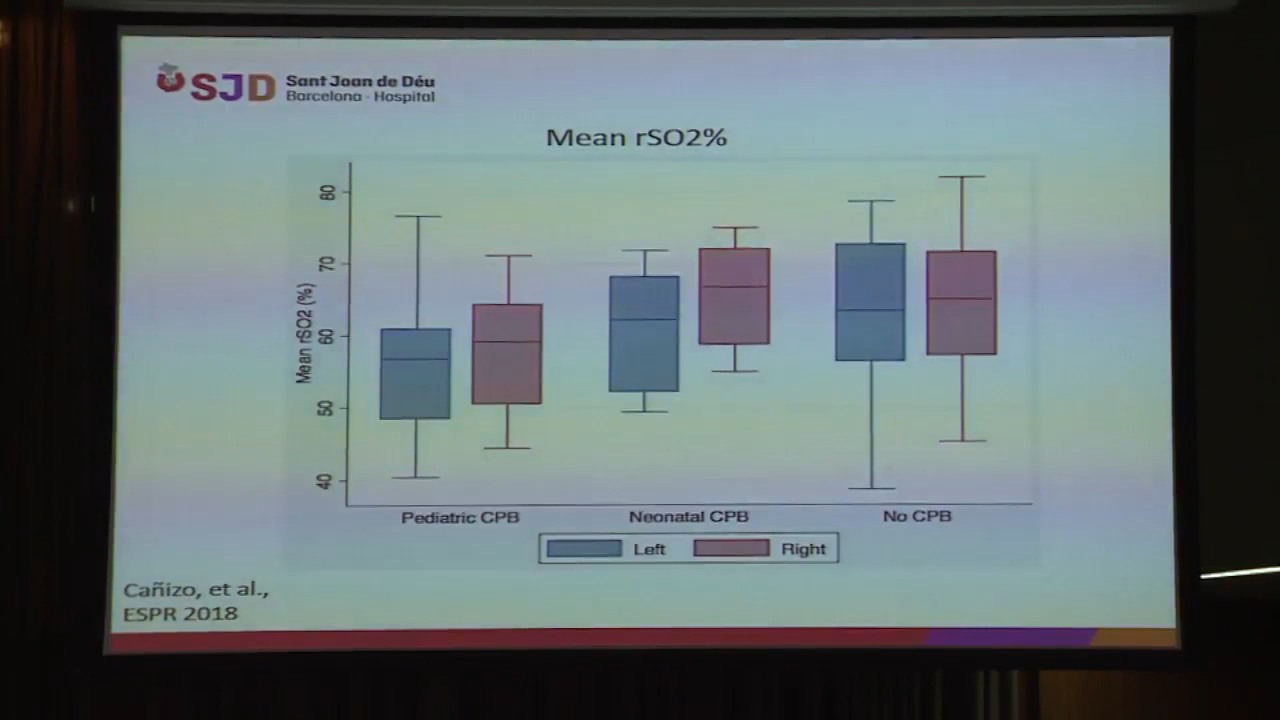 SJD Sant Joan de Déu
Barcelona · Hospital
Mean rSO2%
Mean rSO2 (%)
80
70
60
50
40
Pediatric CPB
Neonatal CPB
No CPB
Left
Right
Cañizo, et al.,
ESPR 2018